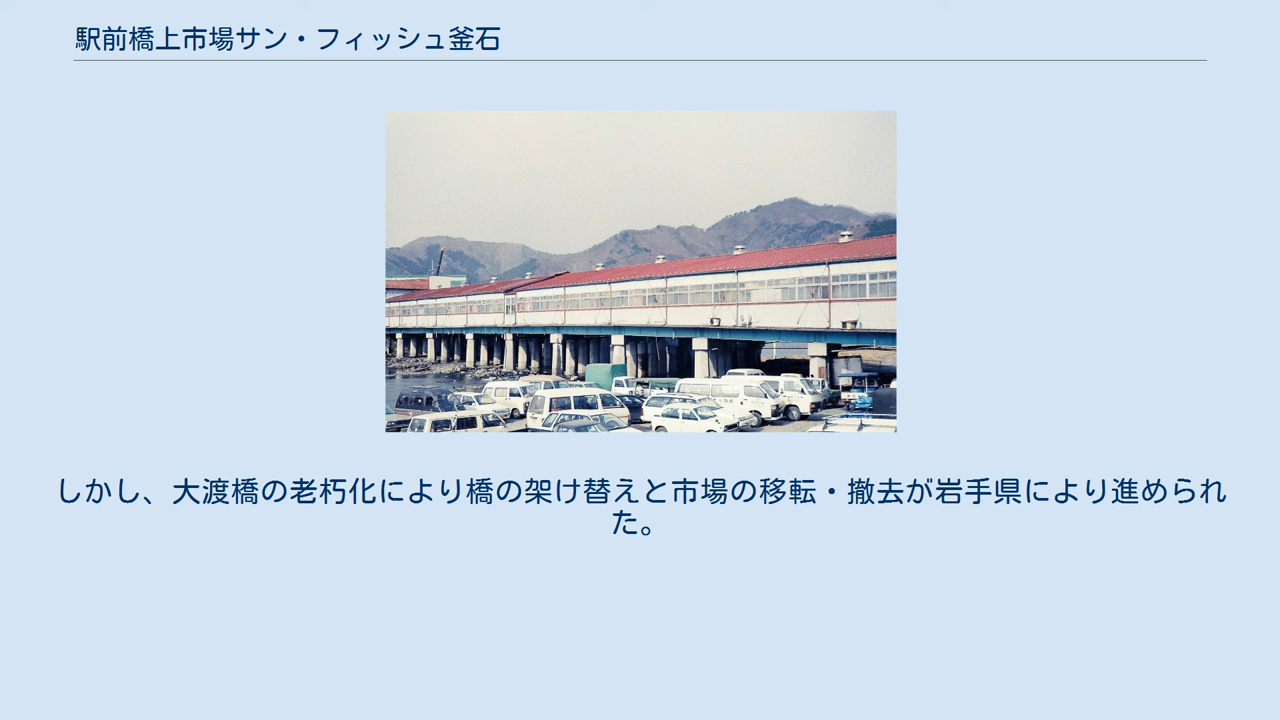 駅前橋上市場サン・フィッシュ釜石
しかし、大渡橋の老朽化により橋の架け替えと市場の移転・撤去が岩手県により進められ
た。